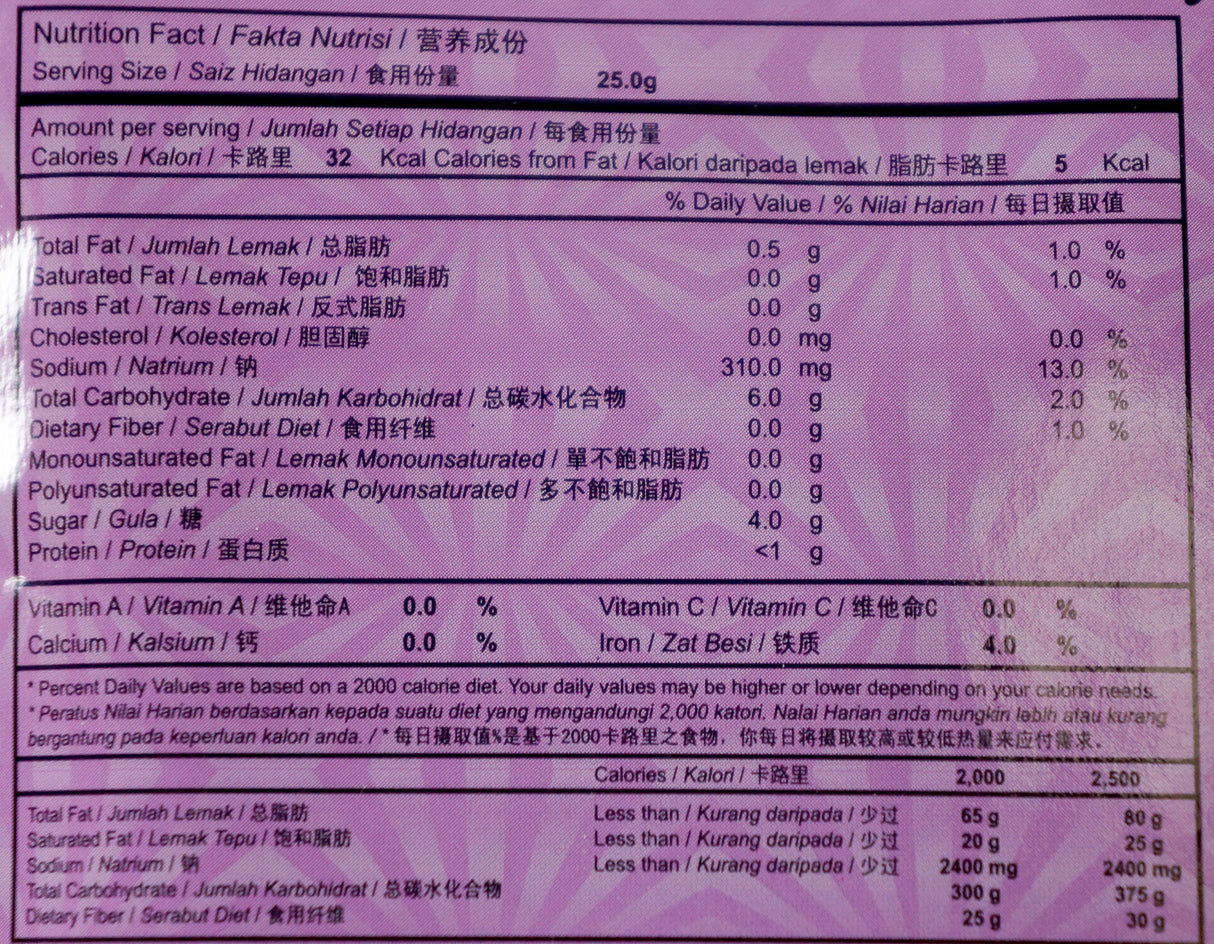 Nutrition Fact / Fakta Nutrisi / 营养成份
Serving Size / Saiz Hidangan / 食用份量 25.0g
Amount per serving / Jumlah Setiap Hidangan / 每食用份量
Calories / Kalori / 卡路里 32 Kcal Calories from Fat / Kalori daripada lemak / 脂肪卡路里 5 Kcal
% Daily Value / % Nilai Harian / 每日摄取值
Total Fat / Jumlah Lemak / 总脂肪 0.5 g 1.0 %
Saturated Fat / Lemak Tepu / 饱和脂肪 0.0 g 1.0 %
Trans Fat / Trans Lemak / 反式脂肪 0.0 g
Cholesterol / Kolesterol / 胆固醇 0.0 mg 0.0 %
Sodium / Natrium / 钠 310.0 mg 13.0 %
Total Carbohydrate / Jumlah Karbohidrat / 总碳水化合物 6.0 g 2.0 %
Dietary Fiber / Serabut Diet / 食用纤维 0.0 g 1.0 %
Monounsaturated Fat / Lemak Monounsaturated / 單不飽和脂肪 0.0 g
Polyunsaturated Fat / Lemak Polyunsaturated / 多不飽和脂肪 0.0 g
Sugar / Gula / 糖 4.0 g
Protein / Protein / 蛋白质 <1 g
Vitamin A / Vitamin A / 维他命A 0.0 % Vitamin C / Vitamin C / 维他命C 0.0 %
Calcium / Kalsium / 钙 0.0 % Iron / Zat Besi / 铁质 4.0 %
* Percent Daily Values are based on a 2000 calorie diet. Your daily values may be higher or lower depending on your calorie needs.
* Peratus Nilai Harian berdasarkan kepada suatu diet yang mengandungi 2,000 katori. Nalai Harian anda mungkin lebih atau kurang
bergantung pada keperluan kalori anda. / * 每日摄取值%是基于2000卡路里之食物，你每日将摄取较高或较低热量来应付需求。
Calories / Kalori / 卡路里 2,000 2,500
Total Fat / Jumlah Lemak / 总脂肪 Less than / Kurang daripada / 少过 65 g 80 g
Saturated Fat / Lemak Tepu / 饱和脂肪 Less than / Kurang daripada / 少过 20 g 25 g
Sodium / Natrium / 钠 Less than / Kurang daripada / 少过 2400 mg 2400 mg
Total Carbohydrate / Jumlah Karbohidrat / 总碳水化合物 300 g 375 g
Dietary Fiber / Serabut Diet / 食用纤维 25 g 30 g